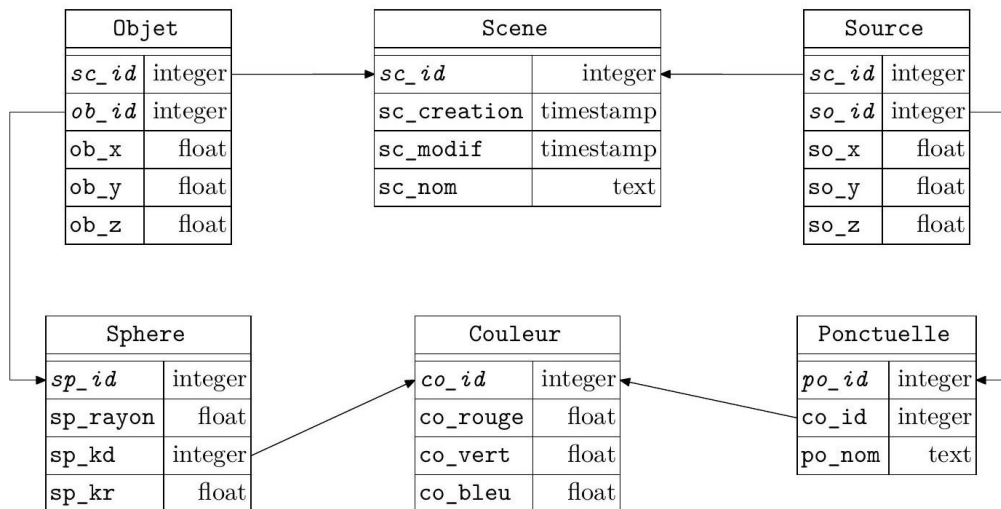 Objet
sc_id integer
ob_id integer
ob_x float
ob_y float
ob_z float
Scene
sc_id integer
sc_creation timestamp
sc_modif timestamp
sc_nom text
Source
sc_id integer
so_id integer
so_x float
so_y float
so_z float
Sphere
sp_id integer
sp_rayon float
sp_kd integer
sp_kr float
Couleur
co_id integer
co_rouge float
co_vert float
co_bleu float
Ponctuelle
po_id integer
co_id integer
po_nom text